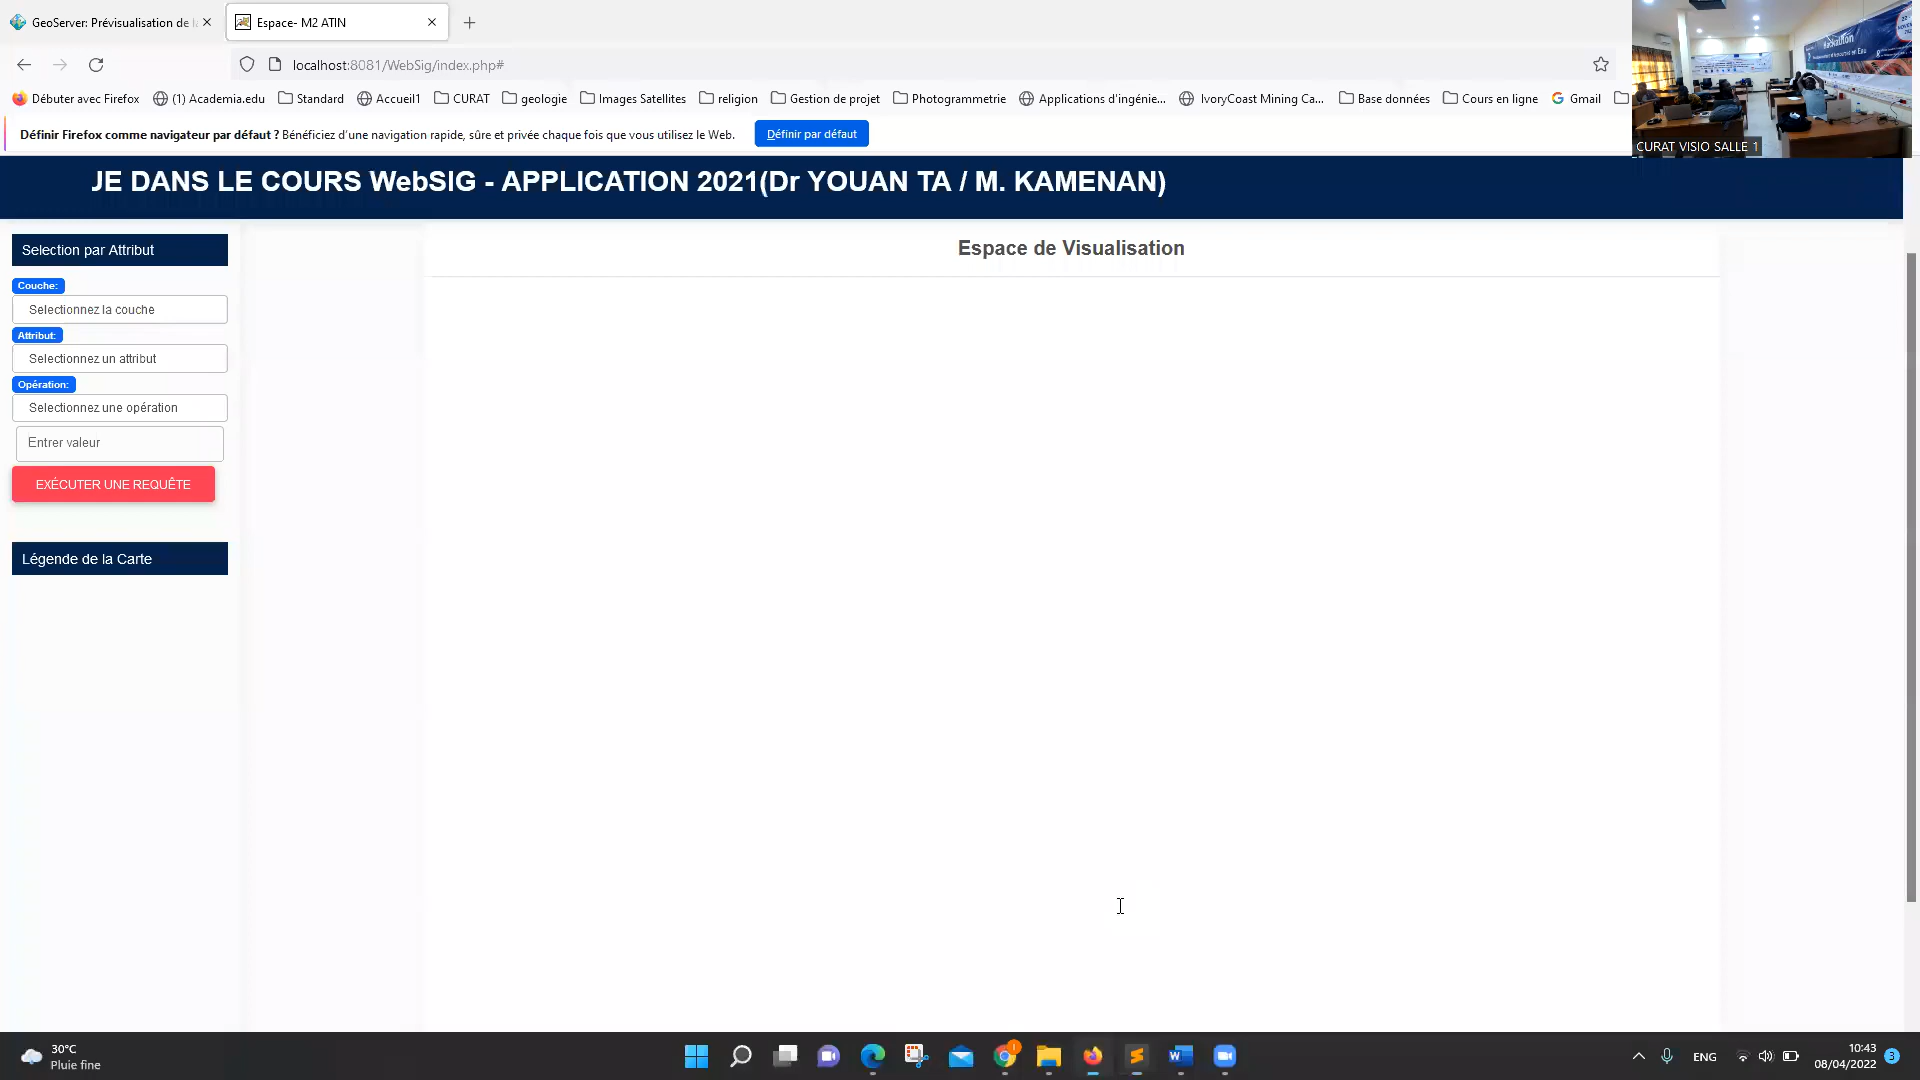 GeoServer: Prévisualisation de l
Espace- M2 ATIN
localhost:8081/WebSig/index.php#
Débuter avec Firefox
(1) Academia.edu
Standard
Accueil1
CURAT
geologie
Images Satellites
religion
Gestion de projet
Photogrammetrie
Applications d'ingénie...
IvoryCoast Mining Ca...
Base données
Cours en ligne
Gmail
Définir Firefox comme navigateur par défaut ? Bénéficiez d'une navigation rapide, sûre et privée chaque fois que vous utilisez le Web.
Définir par défaut
Hackathon
CURAT VISIO SALLE 1
JE DANS LE COURS WebSIG - APPLICATION 2021(Dr YOUAN TA / M. KAMENAN)
Selection par Attribut
Couche:
Selectionnez la couche
Attribut:
Selectionnez un attribut
Opération:
Selectionnez une opération
Entrer valeur
EXÉCUTER UNE REQUÊTE
Légende de la Carte
Espace de Visualisation
30°C
Pluie fine
ENG
10:43
08/04/2022
3